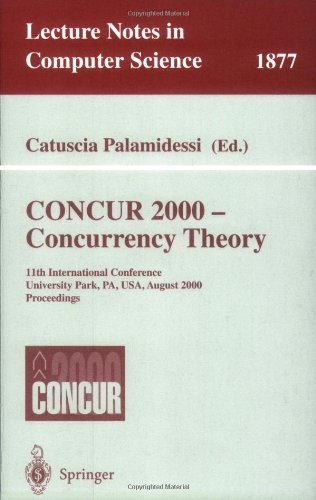 Lecture Notes in
Computer Science 1877
Catuscia Palamidessi (Ed.)
CONCUR 2000 –
Concurrency Theory
11th International Conference
University Park, PA, USA, August 2000
Proceedings
2000
CONCUR
Springer